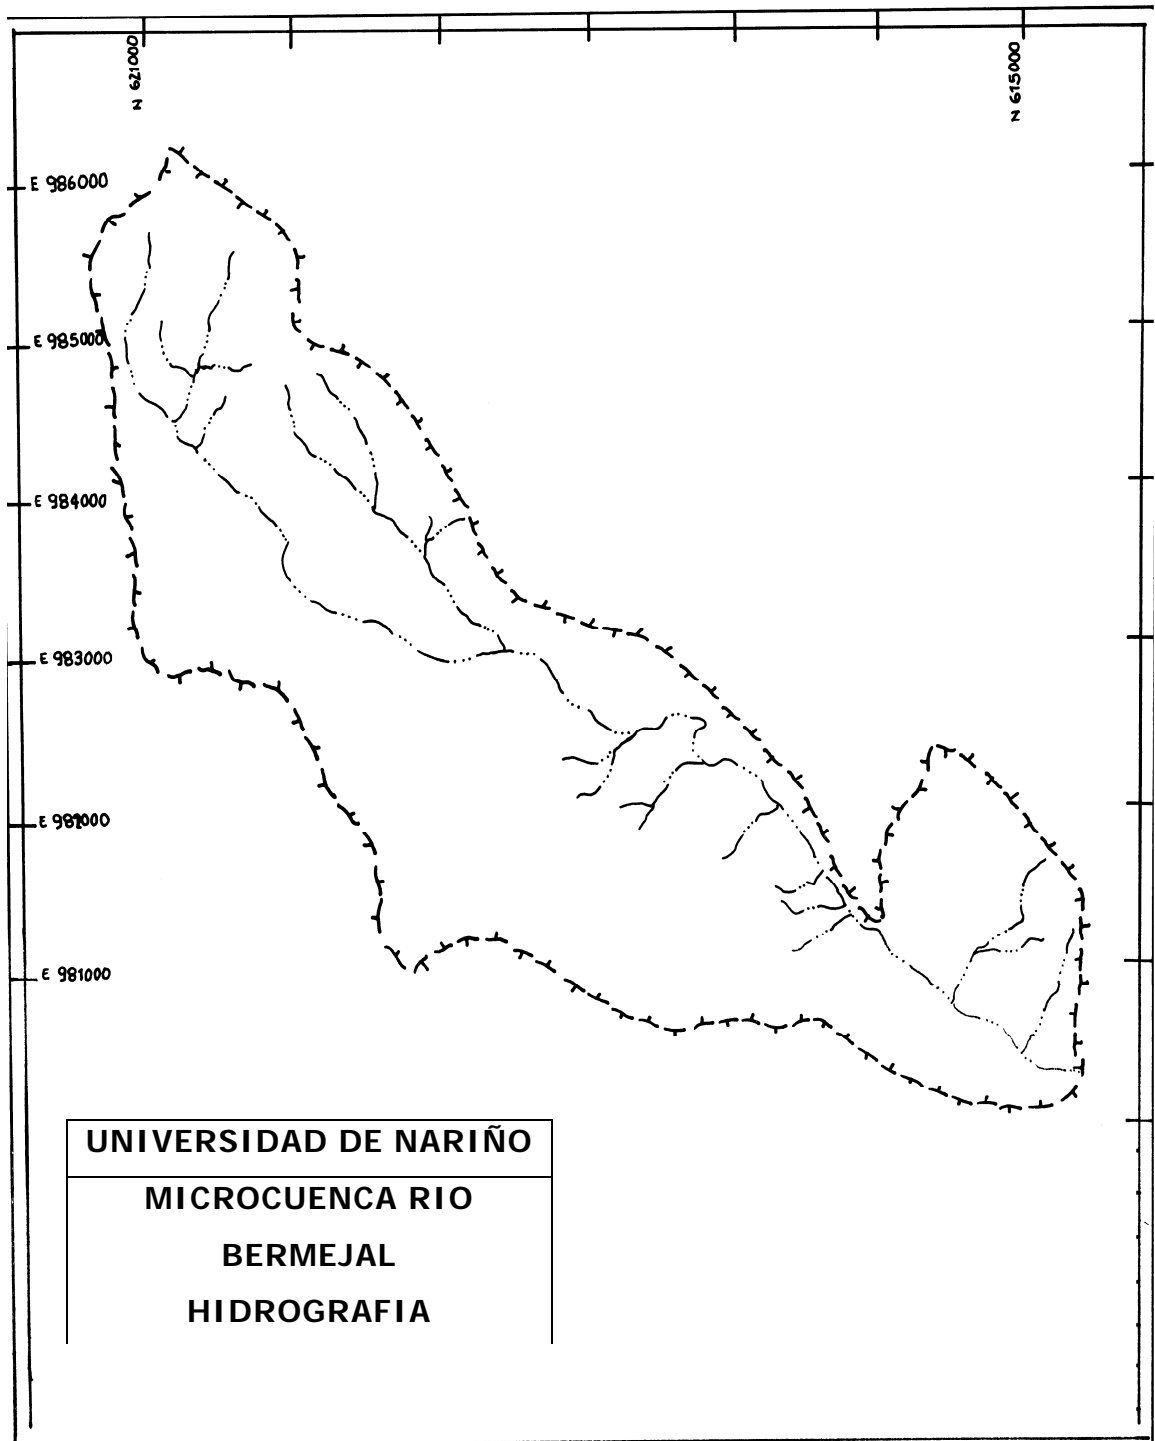 N 621000
N 615000
E 986000
E 985000
E 984000
E 983000
E 981000
UNIVERSIDAD DE NARIÑO
MICROCUENCA RIO
BERMEJAL
HIDROGRAFIA